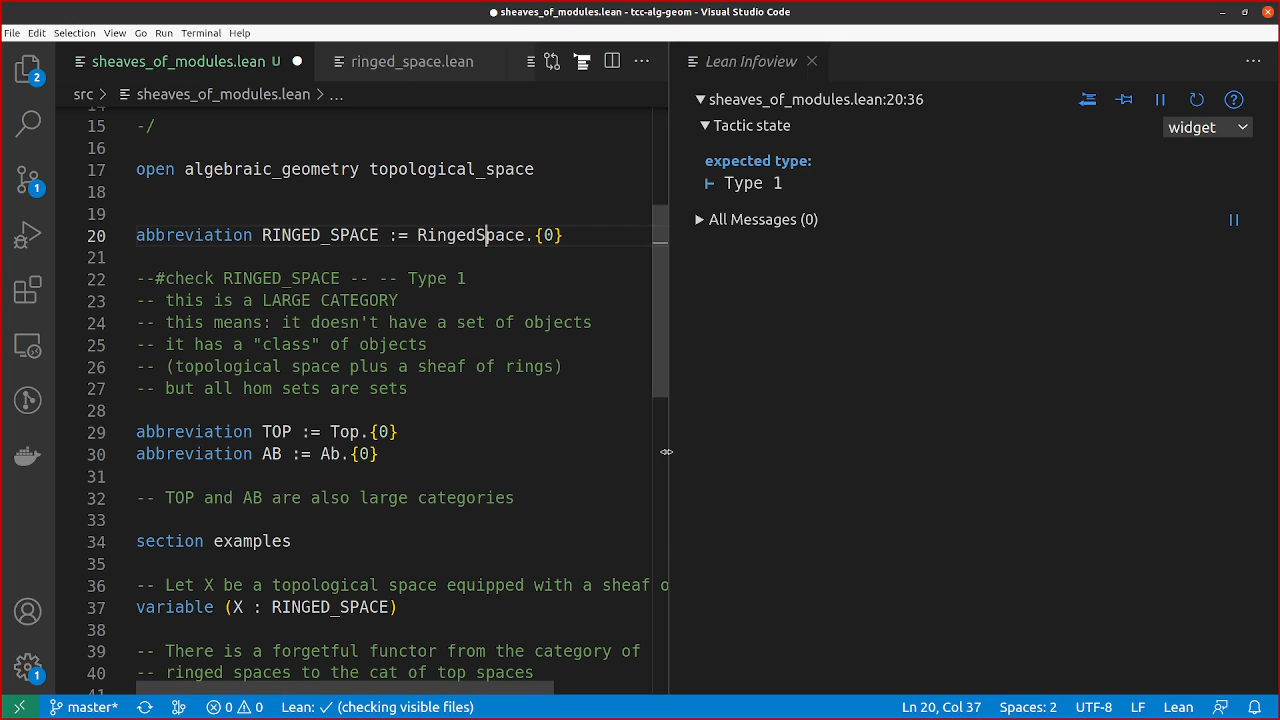 ● sheaves_of_modules.lean - tcc-alg-geom - Visual Studio Code
File Edit Selection View Go Run Terminal Help
sheaves_of_modules.lean U ringed_space.lean
src > sheaves_of_modules.lean > ...
14
15 -/
16
17 open algebraic_geometry topological_space
18
19
20 abbreviation RINGED_SPACE := RingedSpace.{0}
21
22 --#check RINGED_SPACE -- -- Type 1
23 -- this is a LARGE CATEGORY
24 -- this means: it doesn't have a set of objects
25 -- it has a "class" of objects
26 -- (topological space plus a sheaf of rings)
27 -- but all hom sets are sets
28
29 abbreviation TOP := Top.{0}
30 abbreviation AB := Ab.{0}
31
32 -- TOP and AB are also large categories
33
34 section examples
35
36 -- Let X be a topological space equipped with a sheaf o
37 variable (X : RINGED_SPACE)
38
39 -- There is a forgetful functor from the category of
40 -- ringed spaces to the cat of top spaces
41
Lean Infoview
sheaves_of_modules.lean:20:36
Tactic state
widget
expected type:
⊢ Type 1
All Messages (0)
2
1
1
master* 0 0 Lean: ✓ (checking visible files) Ln 20, Col 37 Spaces: 2 UTF-8 LF Lean